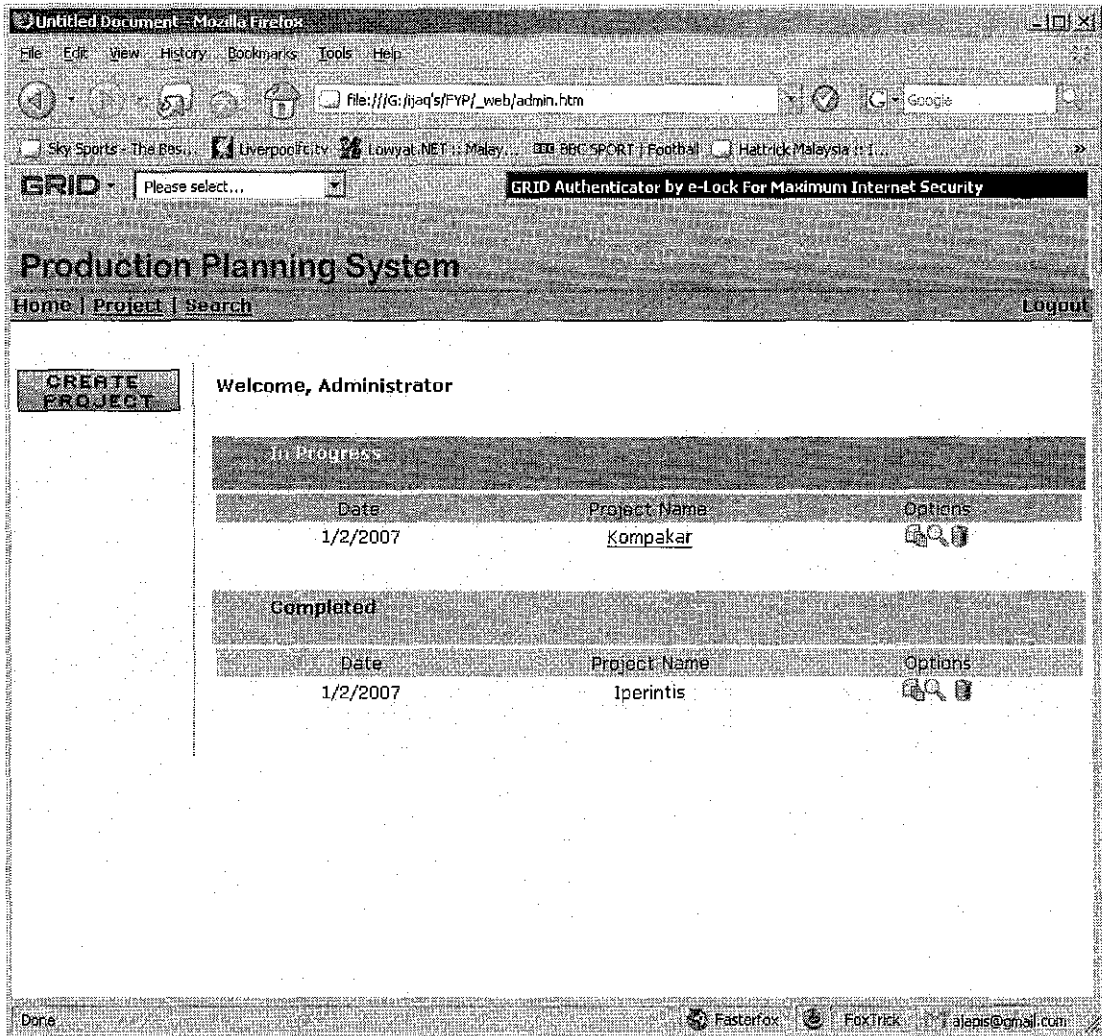 Untitled Document - Mozilla Firefox
File Edit View History Bookmarks Tools Help
file:///G:/ijaq's/FYP/_web/admin.htm
Google
Sky Sports - The Bes... Liverpoolfc.tv Lowyat.NET :: Malay... BBC SPORT | Football Hattrick Malaysia :: I... »
GRID Please select... GRID Authenticator by e-Lock For Maximum Internet Security
Production Planning System
Home | Project | Search Logout
CREATE PROJECT
Welcome, Administrator
In Progress
Date Project Name Options
1/2/2007 Kompakar
Completed
Date Project Name Options
1/2/2007 Iperintis
Done Fasterfox FoxTrick alapis@gmail.com